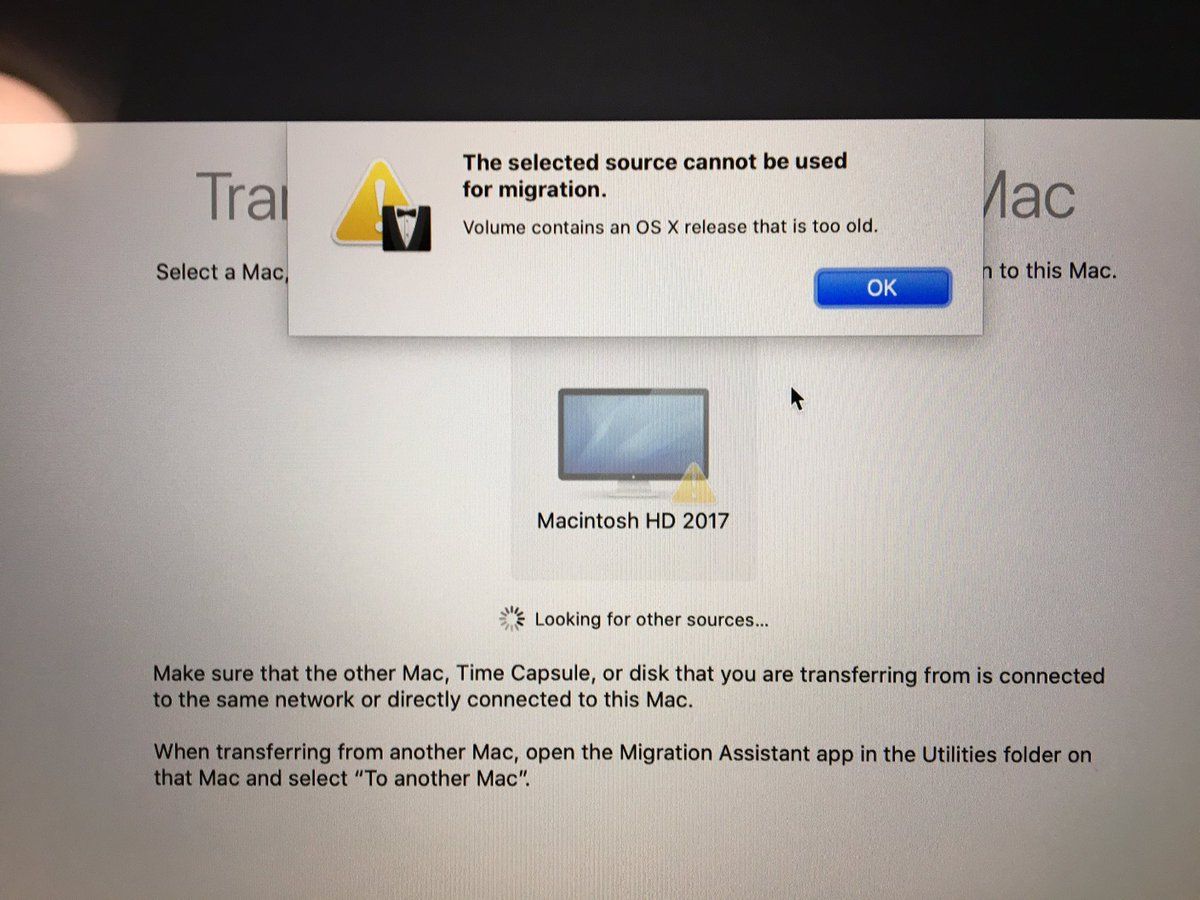 The selected source cannot be used
for migration.
Volume contains an OS X release that is too old.
OK
Mac
Select a Mac,
to this Mac.
Macintosh HD 2017
Looking for other sources...
Make sure that the other Mac, Time Capsule, or disk that you are transferring from is connected
to the same network or directly connected to this Mac.
When transferring from another Mac, open the Migration Assistant app in the Utilities folder on
that Mac and select “To another Mac”.